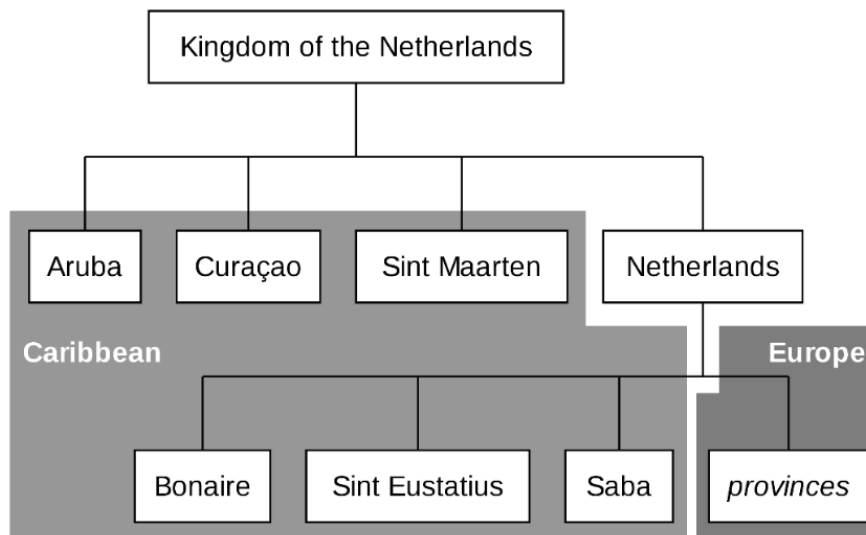 Kingdom of the Netherlands
Aruba
Curaçao
Sint Maarten
Netherlands
Caribbean
Europe
Bonaire
Sint Eustatius
Saba
provinces